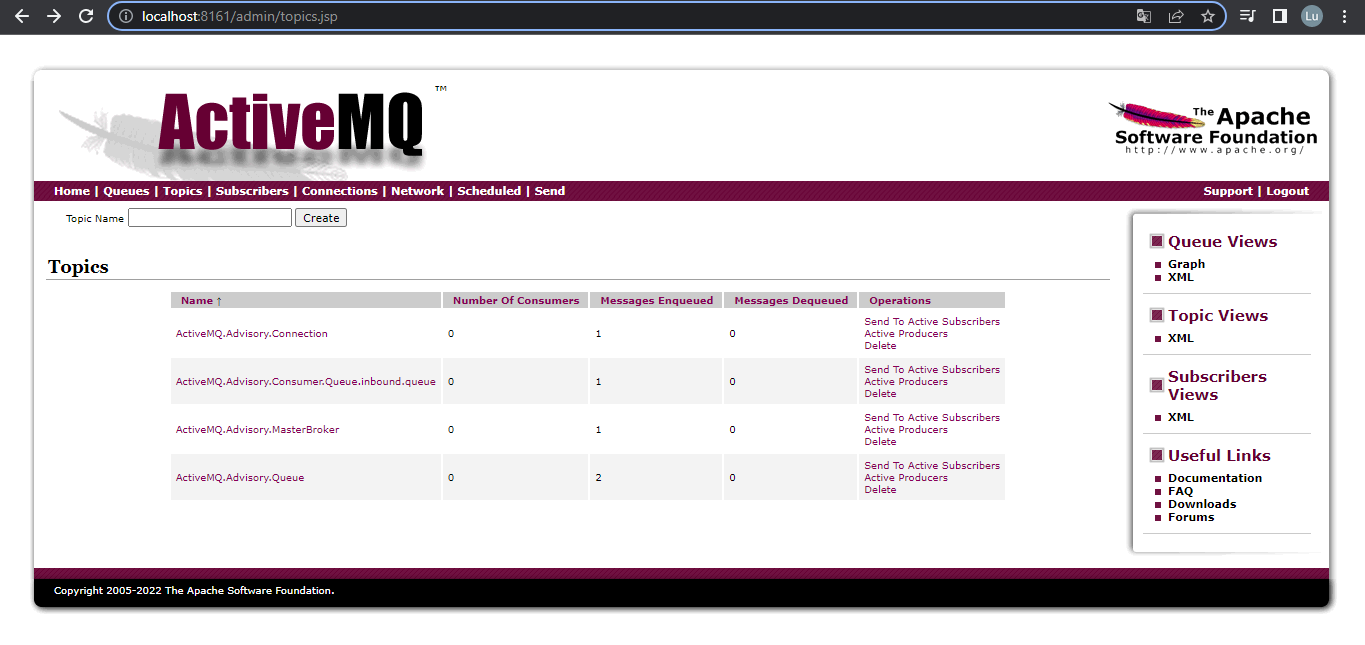 localhost:8161/admin/topics.jsp
Lu
ActiveMQ TM
The Apache
Software Foundation
http://www.apache.org/
Home | Queues | Topics | Subscribers | Connections | Network | Scheduled | Send
Support | Logout
Topic Name Create
Topics
Name ↑ Number Of Consumers Messages Enqueued Messages Dequeued Operations
ActiveMQ.Advisory.Connection 0 1 0 Send To Active Subscribers
Active Producers
Delete
ActiveMQ.Advisory.Consumer.Queue.inbound.queue 0 1 0 Send To Active Subscribers
Active Producers
Delete
ActiveMQ.Advisory.MasterBroker 0 1 0 Send To Active Subscribers
Active Producers
Delete
ActiveMQ.Advisory.Queue 0 2 0 Send To Active Subscribers
Active Producers
Delete
Queue Views
Graph
XML
Topic Views
XML
Subscribers
Views
XML
Useful Links
Documentation
FAQ
Downloads
Forums
Copyright 2005-2022 The Apache Software Foundation.